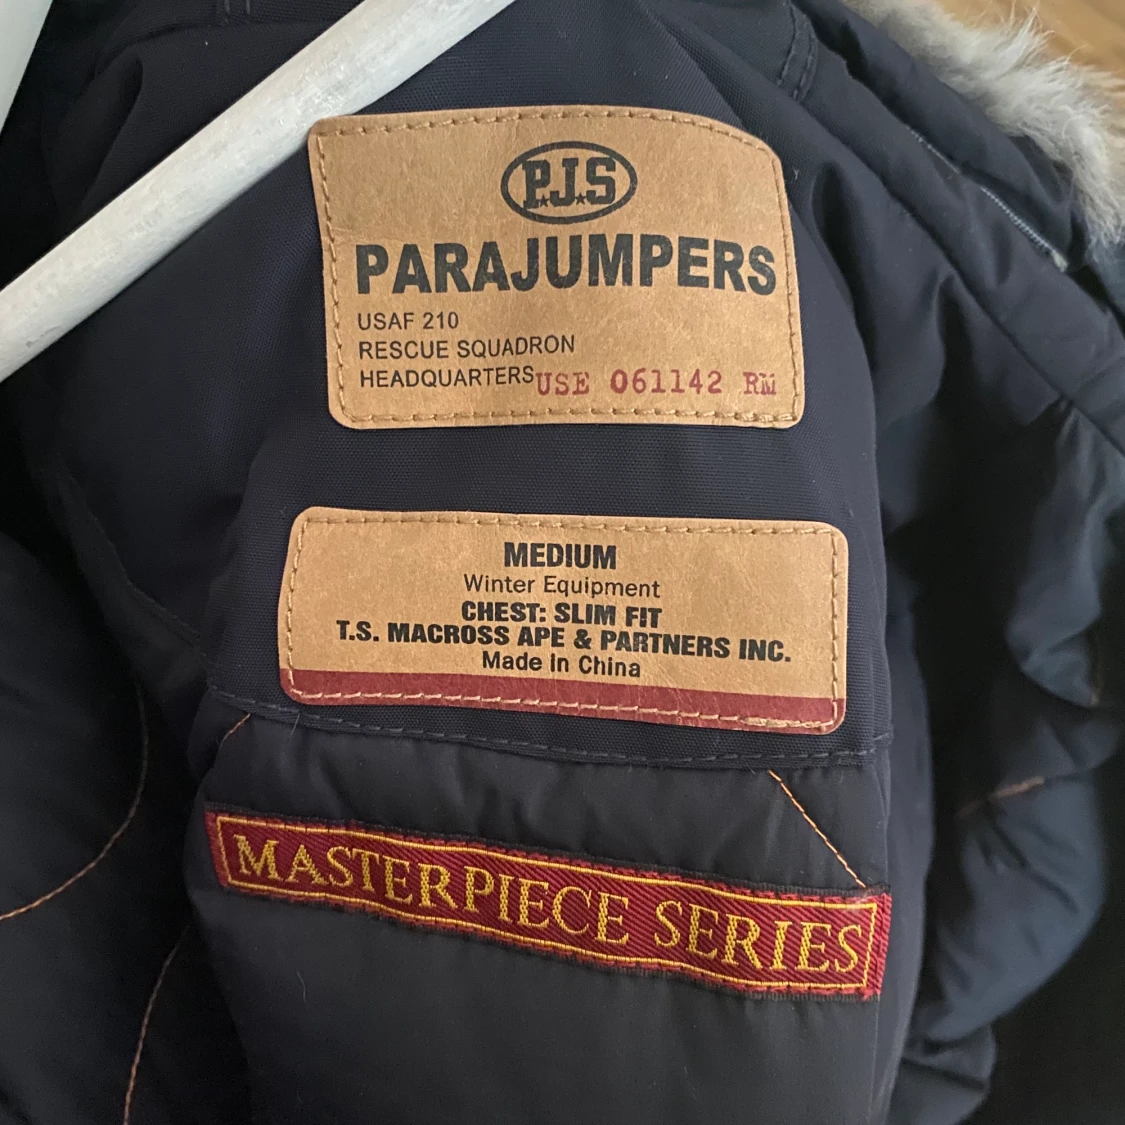 P.J.S
PARAJUMPERS
USAF 210
RESCUE SQUADRON
HEADQUARTERS USE 061142 RM
MEDIUM
Winter Equipment
CHEST: SLIM FIT
T.S. MACROSS APE & PARTNERS INC.
Made in China
MASTERPIECE SERIES